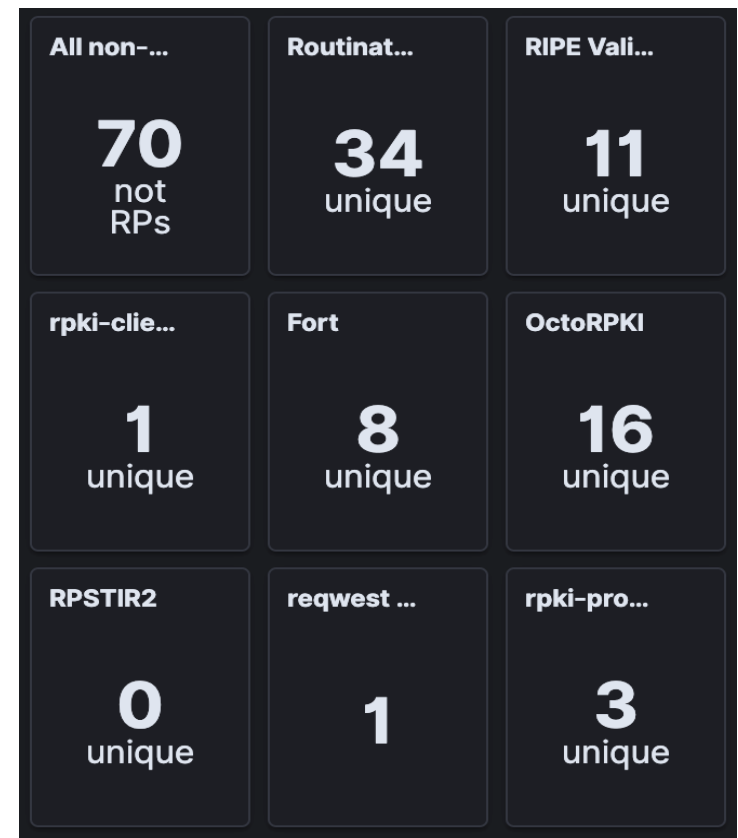 All non-...
70
not
RPs
Routinat...
34
unique
RIPE Vali...
11
unique
rpki-clie...
1
unique
Fort
8
unique
OctoRPKI
16
unique
RPSTIR2
0
unique
reqwest ...
1
rpki-pro...
3
unique